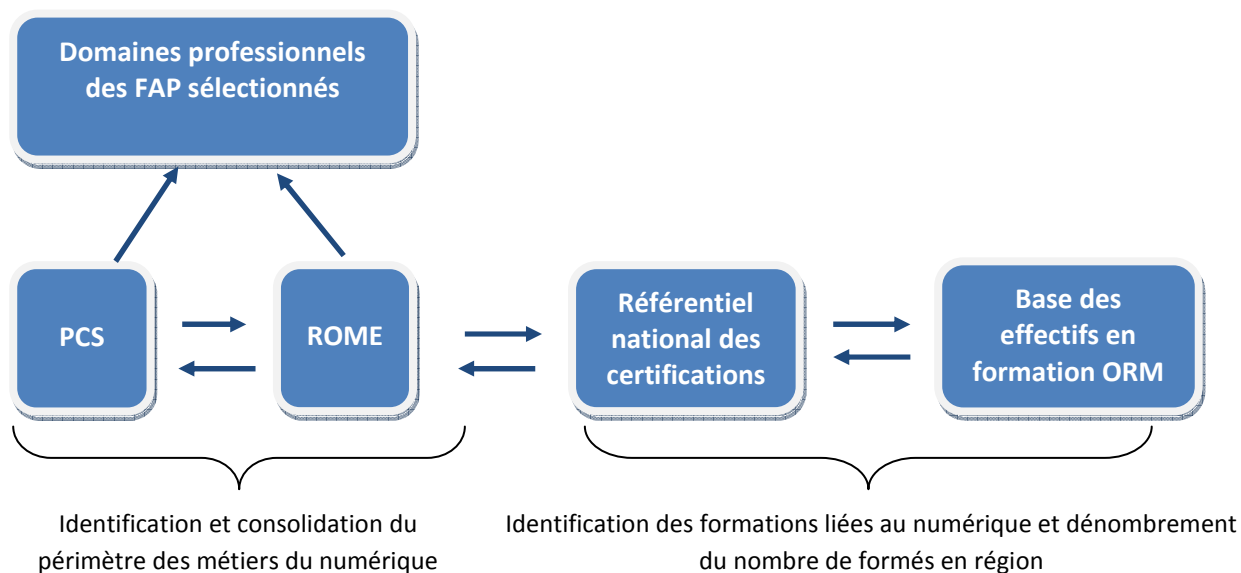 Domaines professionnels
des FAP sélectionnés
PCS
ROME
Référentiel
national des
certifications
Base des
effectifs en
formation ORM
Identification et consolidation du
périmètre des métiers du numérique
Identification des formations liées au numérique et dénombrement
du nombre de formés en région